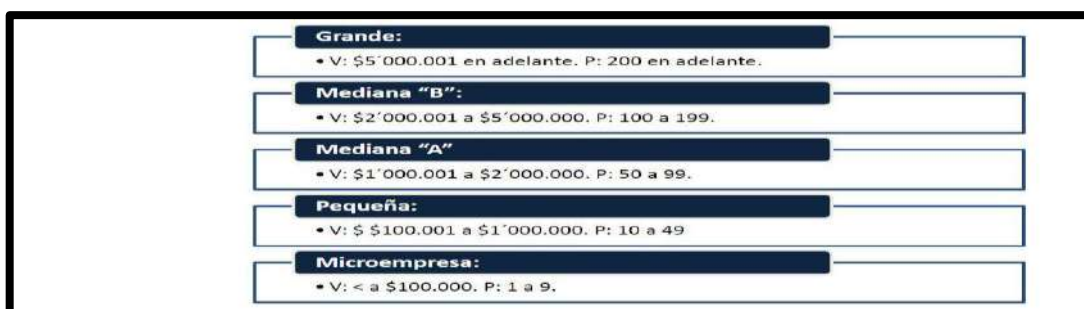 Grande:
• V: $5´000.001 en adelante. P: 200 en adelante.
Mediana “B”:
• V: $2´000.001 a $5´000.000. P: 100 a 199.
Mediana “A”
• V: $1´000.001 a $2´000.000. P: 50 a 99.
Pequeña:
• V: $ $100.001 a $1´000.000. P: 10 a 49
Microempresa:
• V: < a $100.000. P: 1 a 9.